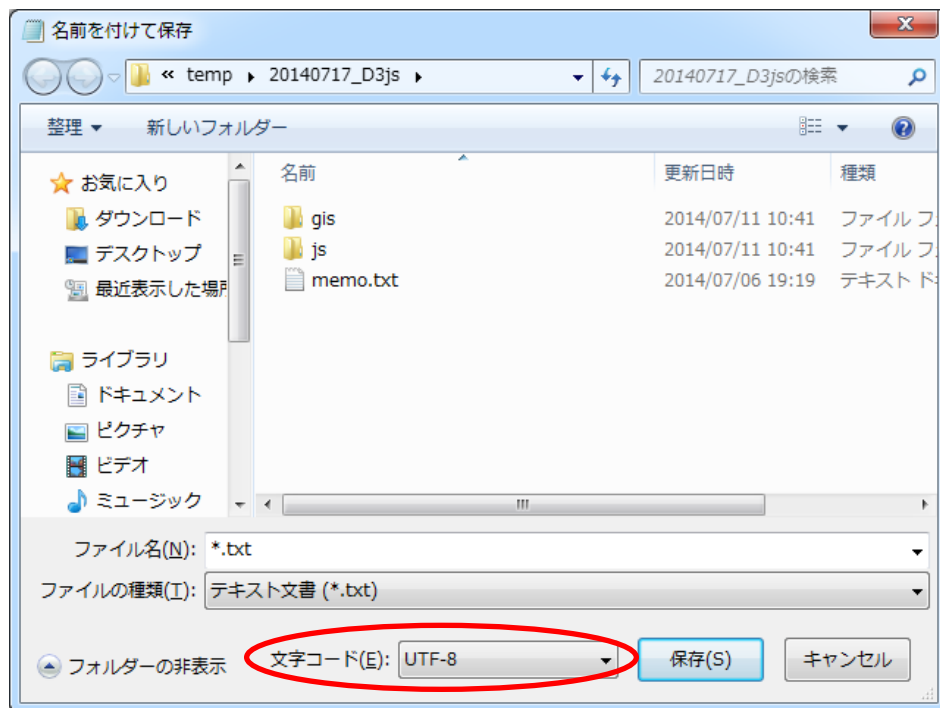 名前を付けて保存
« temp ▸ 20140717_D3js ▸
20140717_D3jsの検索
整理 ▼ 新しいフォルダー
お気に入り
ダウンロード
デスクトップ
最近表示した場所
ライブラリ
ドキュメント
ピクチャ
ビデオ
ミュージック
名前 更新日時 種類
gis 2014/07/11 10:41 ファイル フ
js 2014/07/11 10:41 ファイル フ
memo.txt 2014/07/06 19:19 テキスト ド
ファイル名(N): *.txt
ファイルの種類(T): テキスト文書 (*.txt)
フォルダーの非表示 文字コード(E): UTF-8 保存(S) キャンセル